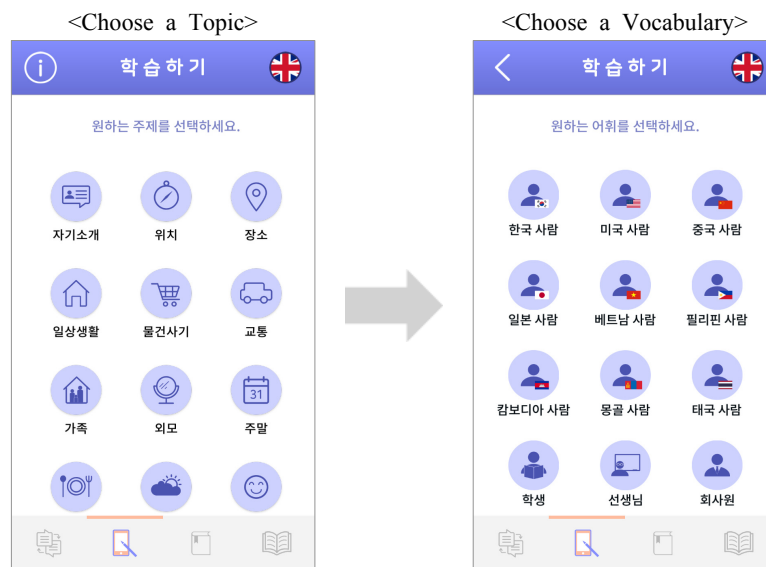 <Choose a Topic>
<Choose a Vocabulary>
학습하기
원하는 주제를 선택하세요.
자기소개 위치 장소
일상생활 물건사기 교통
31
가족 외모 주말
학습하기
원하는 어휘를 선택하세요.
한국 사람 미국 사람 중국 사람
일본 사람 베트남 사람 필리핀 사람
캄보디아 사람 몽골 사람 태국 사람
학생 선생님 회사원